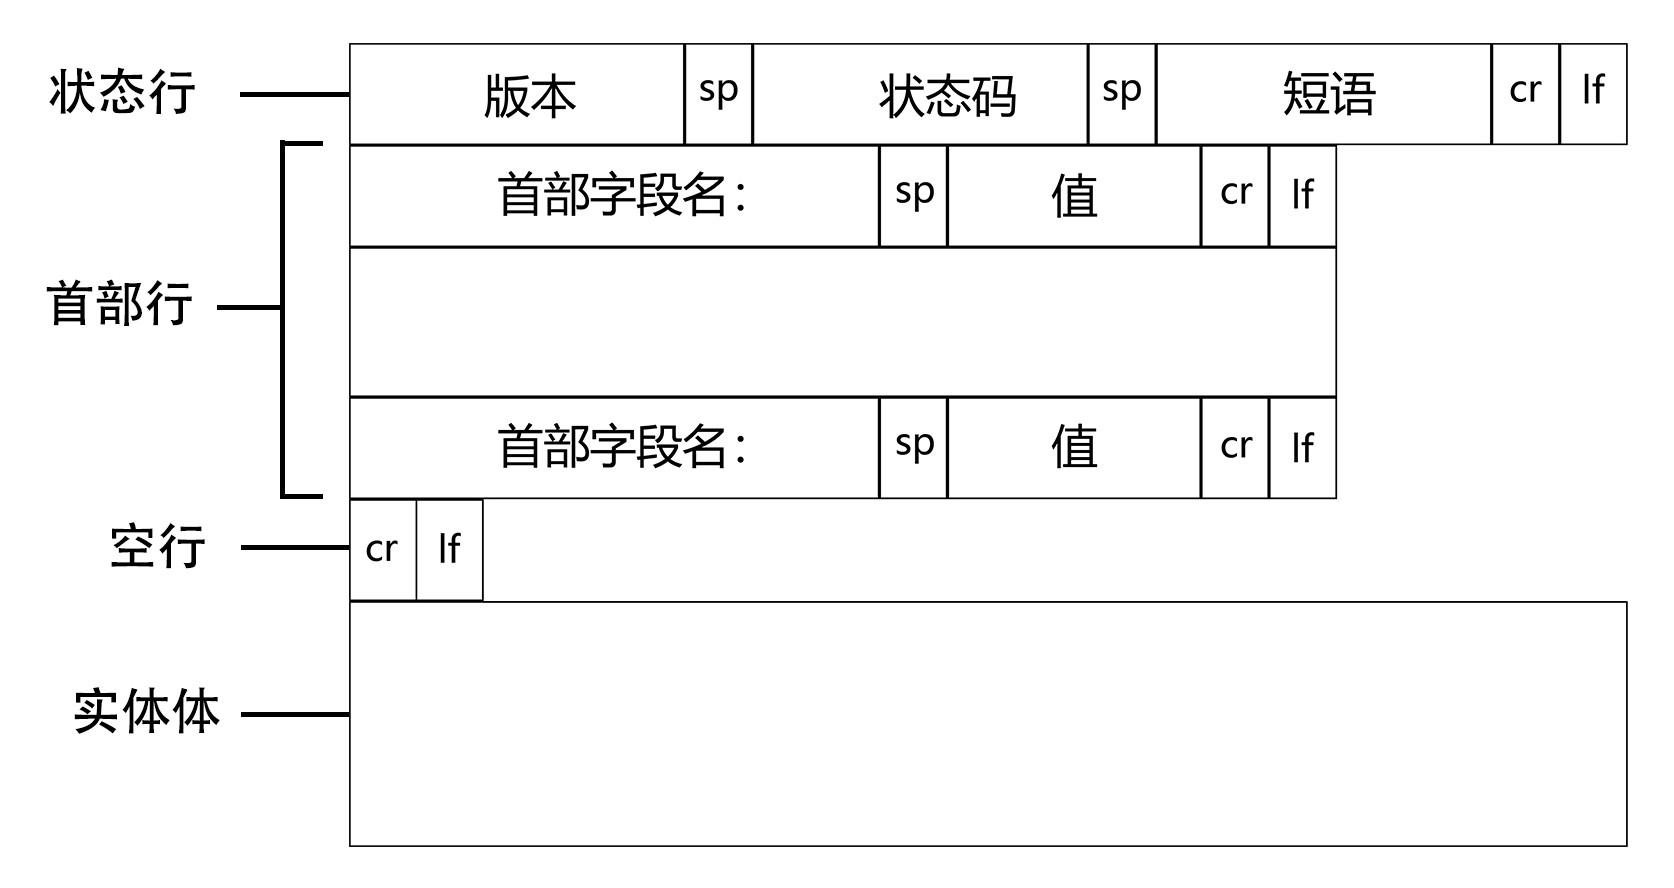 状态行 版本 sp 状态码 sp 短语 cr lf
首部字段名： sp 值 cr lf
首部行
首部字段名： sp 值 cr lf
空行 cr lf
实体体